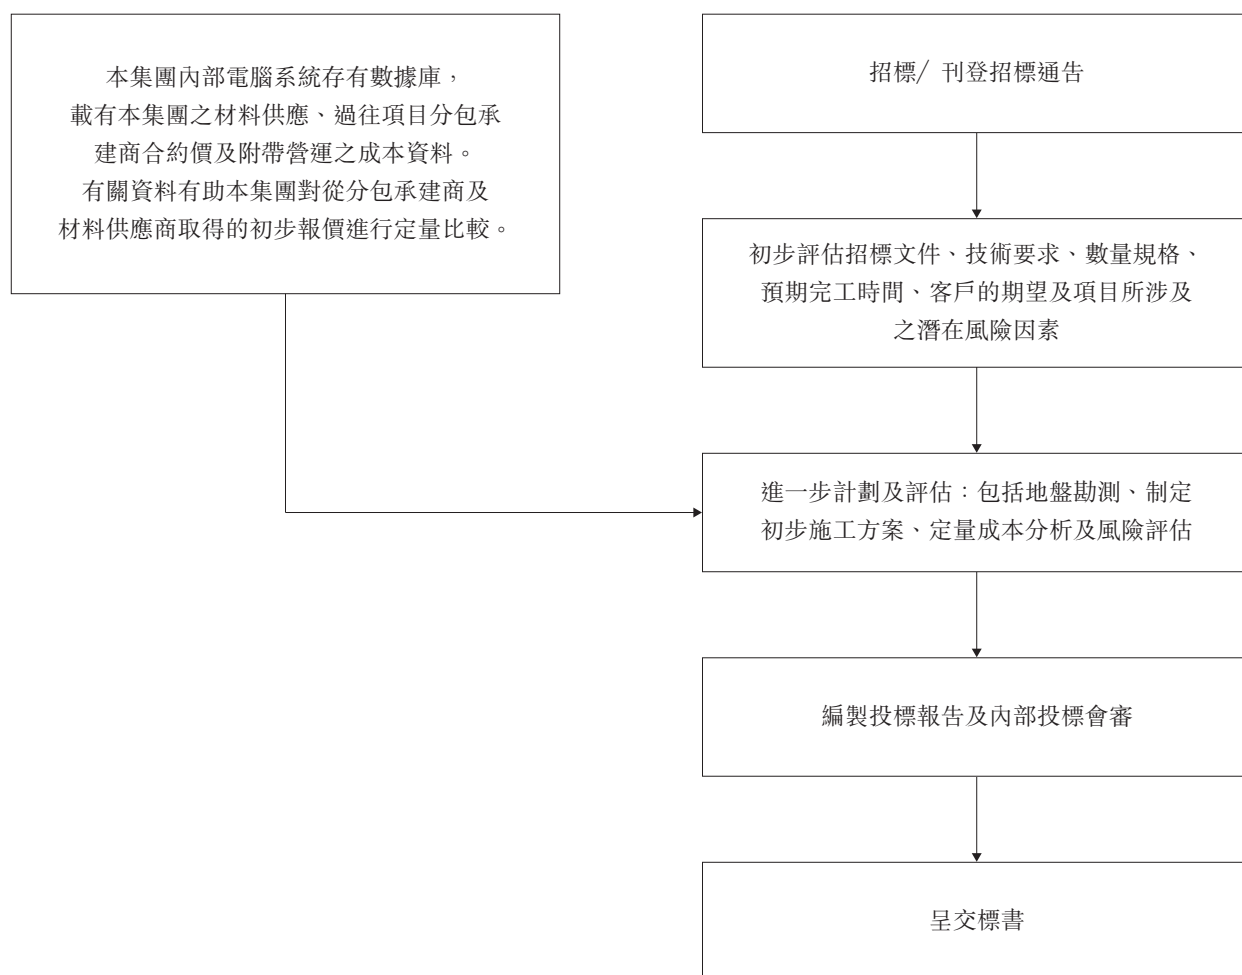 本集團內部電腦系統存有數據庫，
載有本集團之材料供應、過往項目分包承
建商合約價及附帶營運之成本資料。
有關資料有助本集團對從分包承建商及
材料供應商取得的初步報價進行定量比較。
招標/ 刊登招標通告
初步評估招標文件、技術要求、數量規格、
預期完工時間、客戶的期望及項目所涉及
之潛在風險因素
進一步計劃及評估：包括地盤勘測、制定
初步施工方案、定量成本分析及風險評估
編製投標報告及內部投標會審
呈交標書